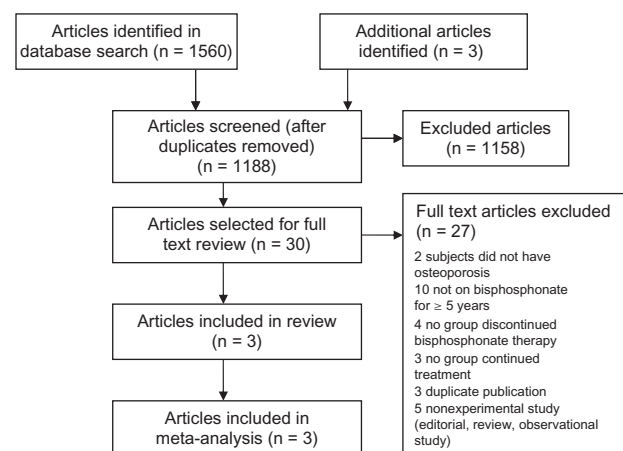 Articles identified in
database search (n = 1560)
Additional articles
identified (n = 3)
Articles screened (after
duplicates removed)
(n = 1188)
Excluded articles
(n = 1158)
Articles selected for full
text review (n = 30)
Full text articles excluded
(n = 27)
2 subjects did not have
osteoporosis
10 not on bisphosphonate
for ≥ 5 years
4 no group discontinued
bisphosphonate therapy
3 no group continued
treatment
3 duplicate publication
5 nonexperimental study
(editorial, review, observational
study)
Articles included in review
(n = 3)
Articles included in
meta-analysis (n = 3)